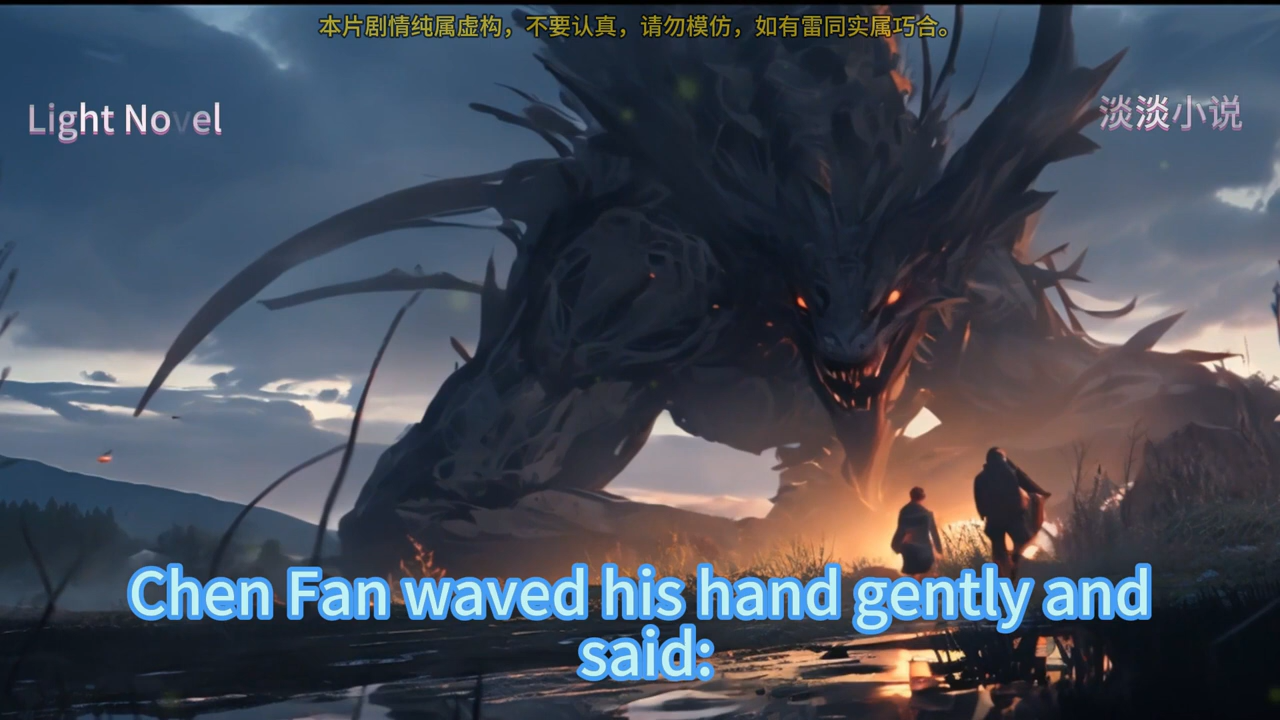 本片剧情纯属虚构，不要认真，请勿模仿，如有雷同实属巧合。
Light Novel
淡淡小说
Chen Fan waved his hand gently and
said: